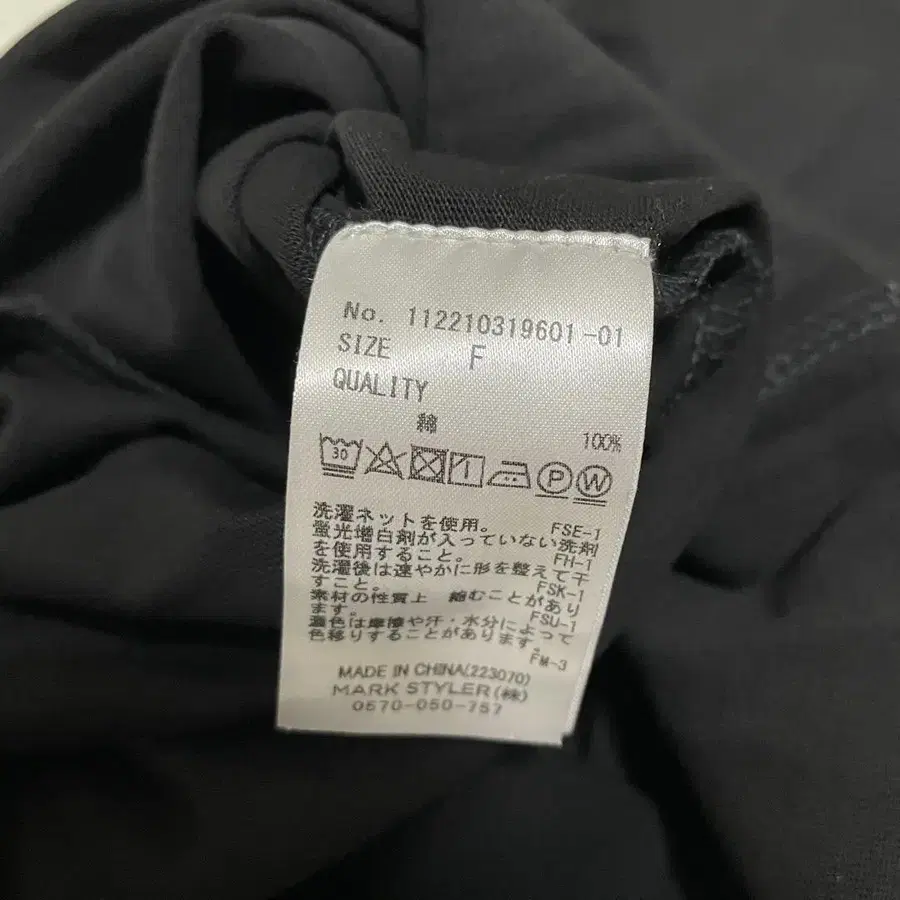 No. 112210319601-01
SIZE F
QUALITY
綿 100%
30 P W
洗濯ネットを使用。 FSE-1
蛍光増白剤が入っていない洗剤
を使用すること。 FH-1
洗濯後は速やかに形を整えて干
すこと。 FSK-1
素材の性質上 縮むことがあり
ます。 FSU-1
濃色は摩擦や汗・水分によって
色移りすることがあります。
FM-3
MADE IN CHINA(223070)
MARK STYLER(株)
0570-050-757